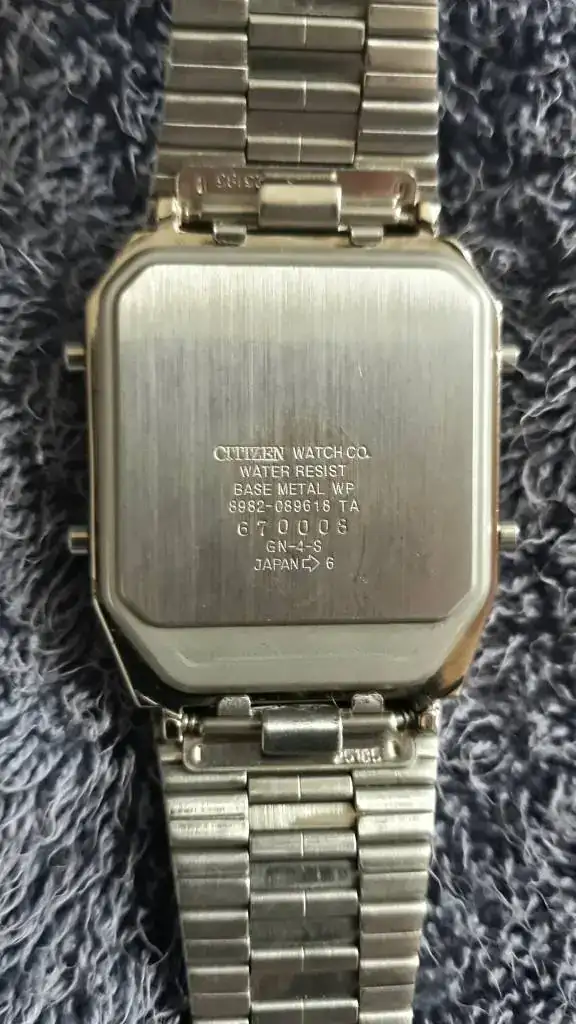 CITIZEN WATCH CO.
WATER RESIST
BASE METAL WP
8982-089618 TA
670008
GN-4-S
JAPAN⇨6